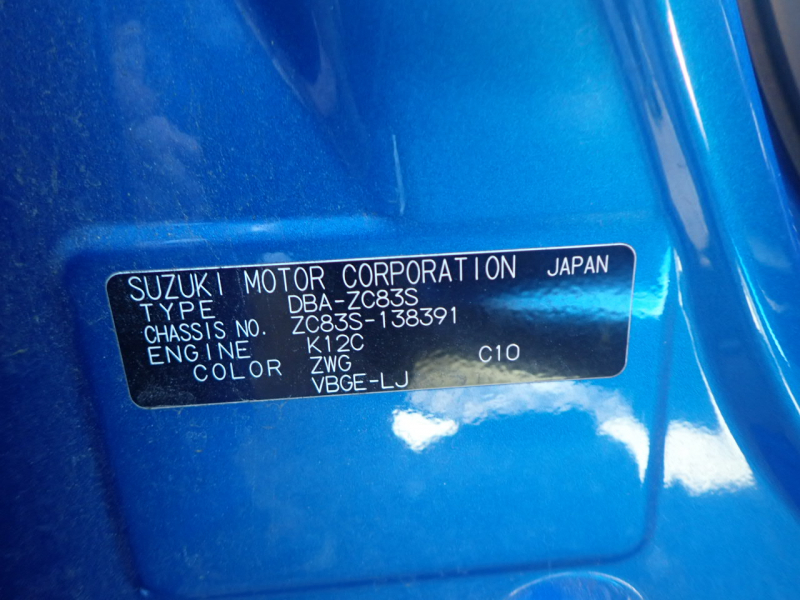 SUZUKI MOTOR CORPORATION JAPAN
TYPE DBA-ZC83S
CHASSIS NO. ZC83S-138391
ENGINE K12C
COLOR ZWG C10
VBGE-LJ